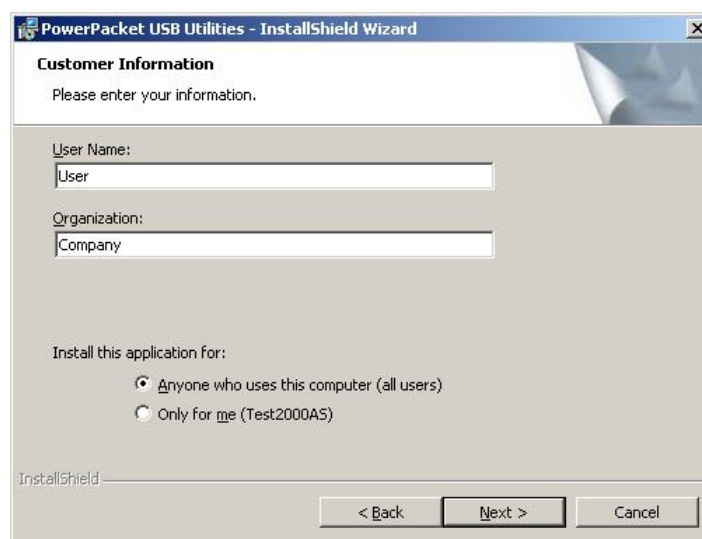 PowerPacket USB Utilities - InstallShield Wizard
Customer Information
Please enter your information.
User Name:
User
Organization:
Company
Install this application for:
Anyone who uses this computer (all users)
Only for me (Test2000AS)
InstallShield
< Back Next > Cancel